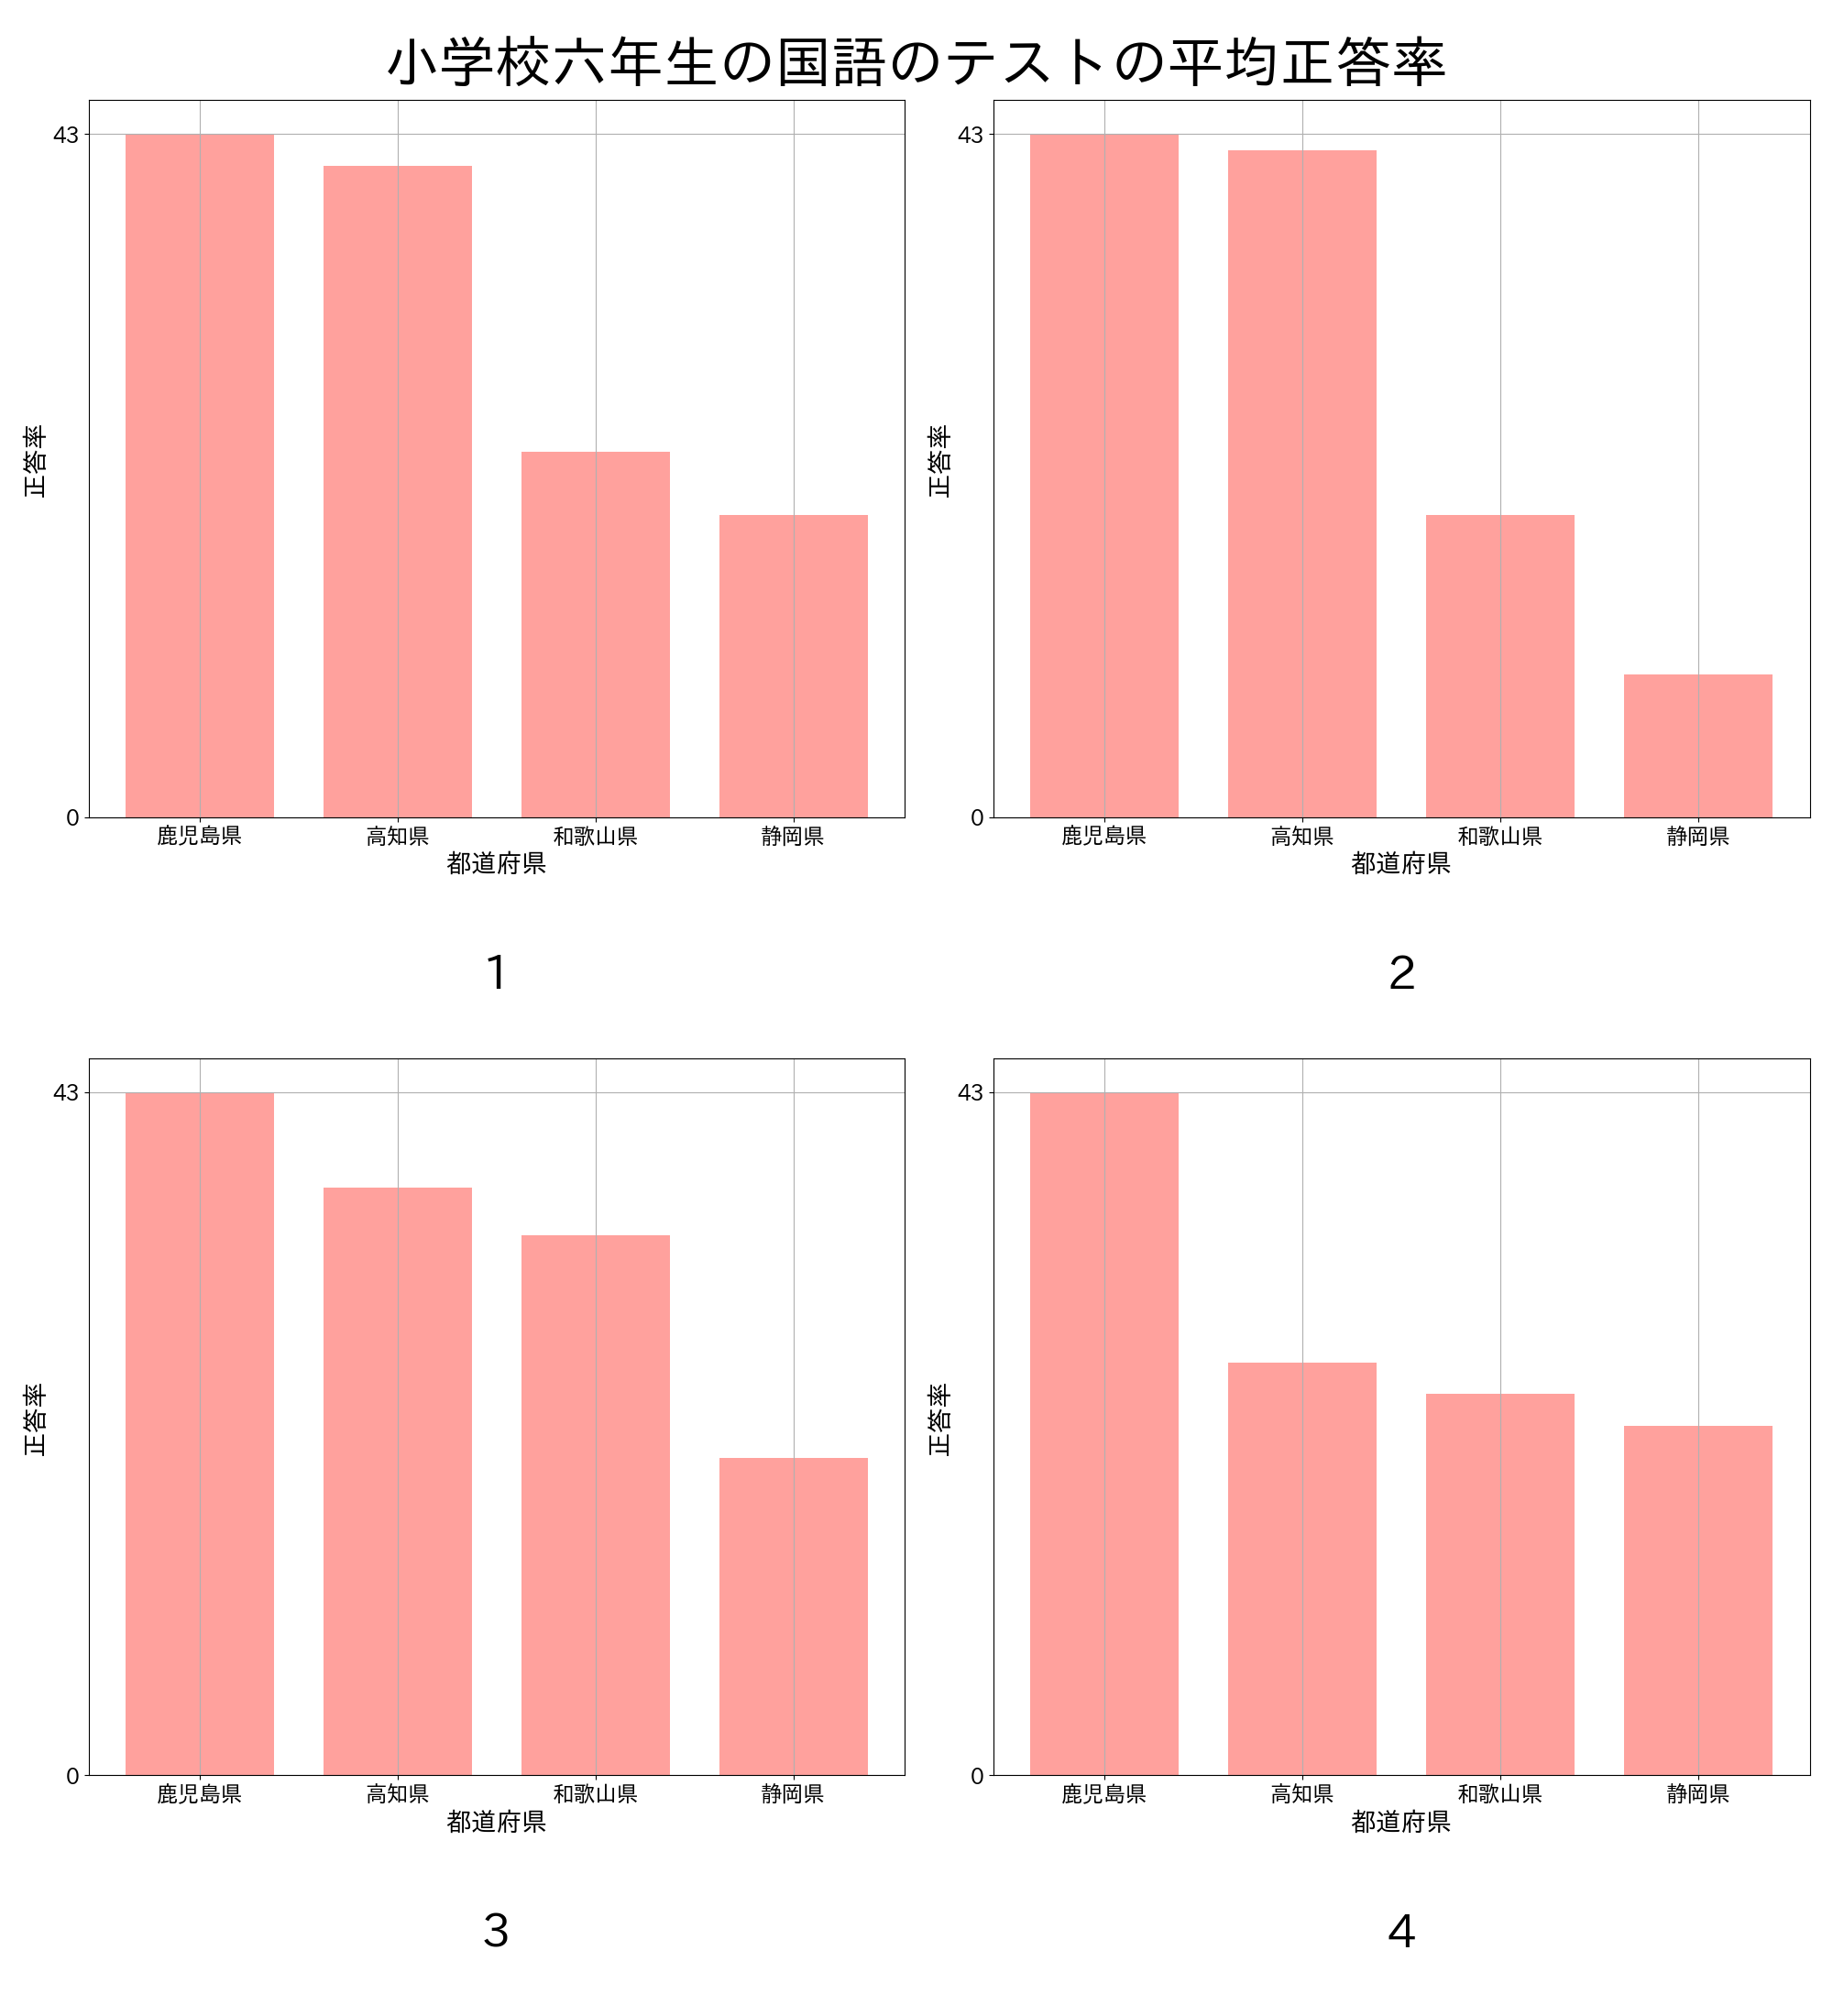 小学校六年生の国語のテストの平均正答率
43
0
正答率
鹿児島県 高知県 和歌山県 静岡県
都道府県
1
43
0
正答率
鹿児島県 高知県 和歌山県 静岡県
都道府県
2
43
0
正答率
鹿児島県 高知県 和歌山県 静岡県
都道府県
3
43
0
正答率
鹿児島県 高知県 和歌山県 静岡県
都道府県
4